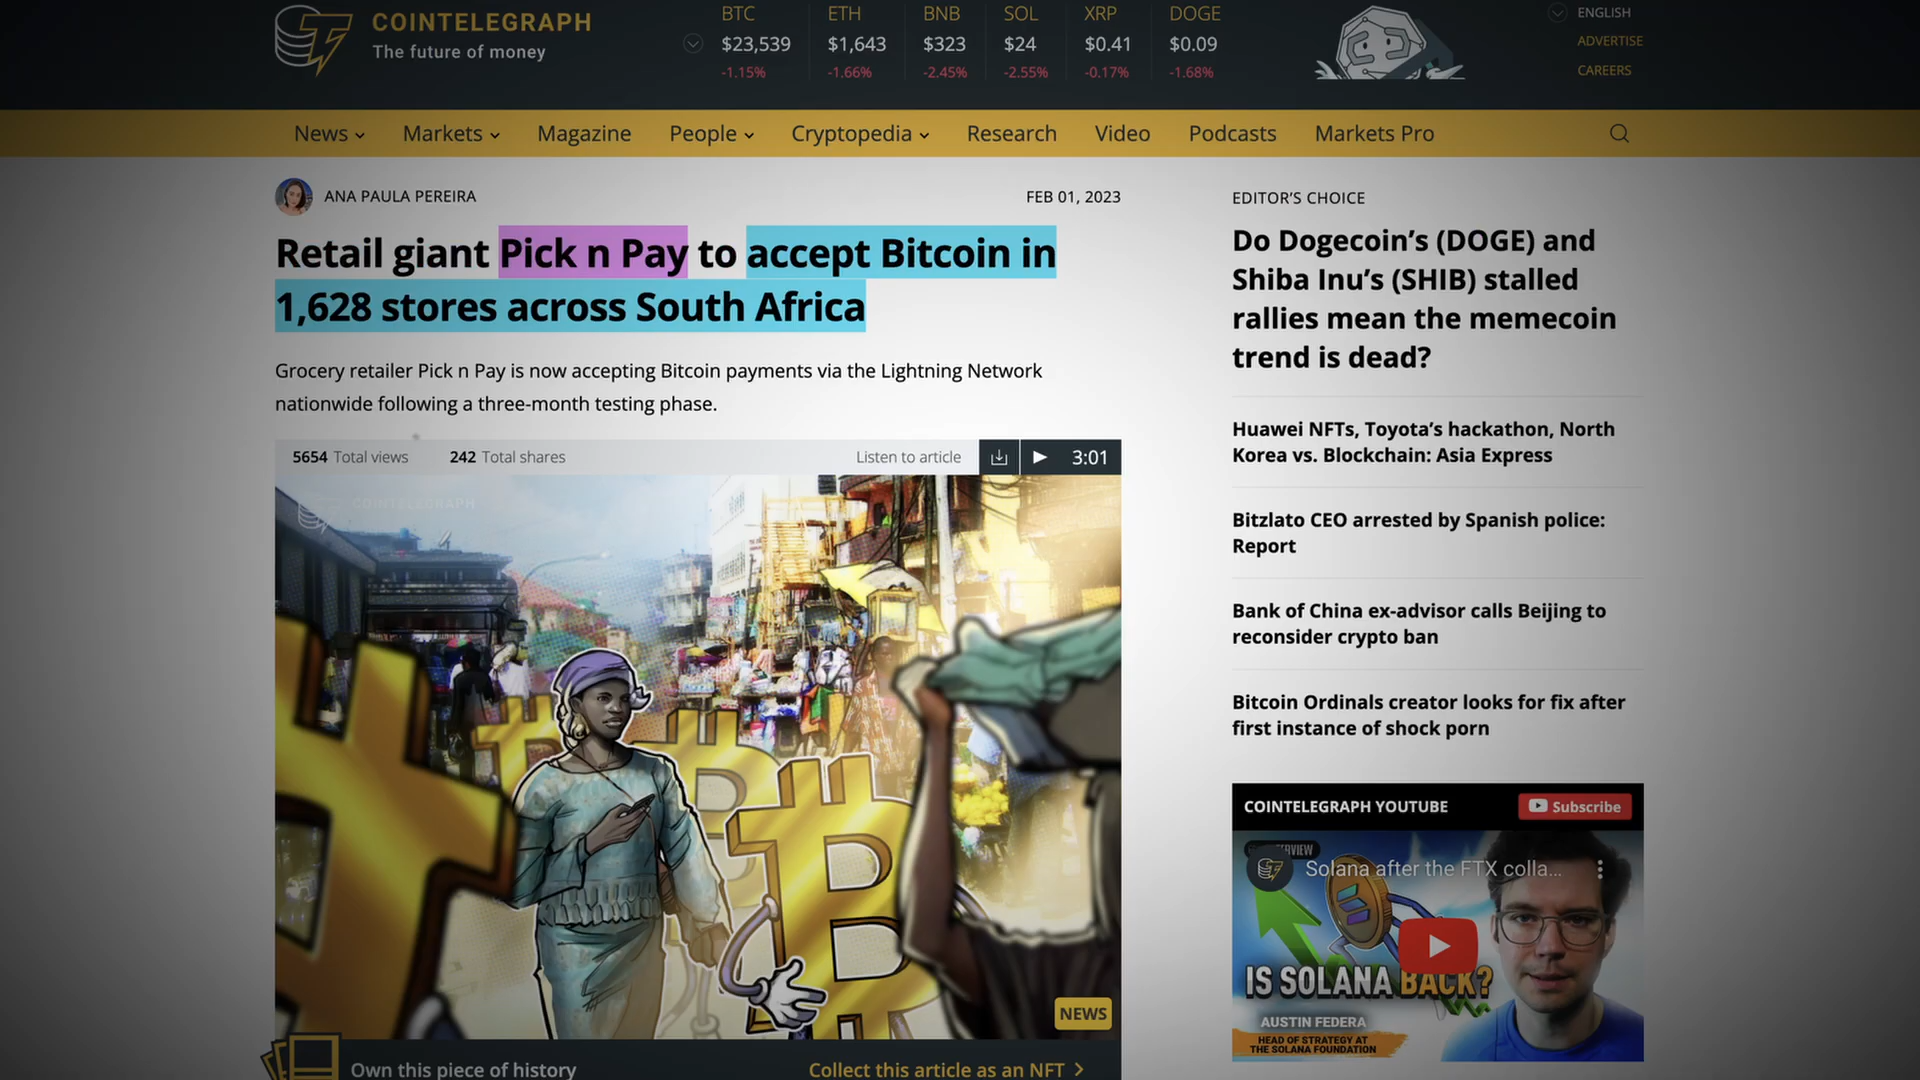 COINTELEGRAPH
The future of money
BTC ETH BNB SOL XRP DOGE
$23,539 $1,643 $323 $24 $0.41 $0.09
-1.15% -1.66% -2.45% -2.55% -0.17% -1.68%
ENGLISH
ADVERTISE
CAREERS
News Markets Magazine People Cryptopedia Research Video Podcasts Markets Pro
ANA PAULA PEREIRA
FEB 01, 2023
Retail giant Pick n Pay to accept Bitcoin in
1,628 stores across South Africa
Grocery retailer Pick n Pay is now accepting Bitcoin payments via the Lightning Network
nationwide following a three-month testing phase.
5654 Total views 242 Total shares Listen to article 3:01
COINTELEGRAPH
NEWS
Own this piece of history
Collect this article as an NFT
EDITOR'S CHOICE
Do Dogecoin's (DOGE) and
Shiba Inu's (SHIB) stalled
rallies mean the memecoin
trend is dead?
Huawei NFTs, Toyota's hackathon, North
Korea vs. Blockchain: Asia Express
Bitzlato CEO arrested by Spanish police:
Report
Bank of China ex-advisor calls Beijing to
reconsider crypto ban
Bitcoin Ordinals creator looks for fix after
first instance of shock porn
COINTELEGRAPH YOUTUBE
Subscribe
Solana after the FTX colla...
IS SOLANA BACK?
AUSTIN FEDERA
HEAD OF STRATEGY AT
THE SOLANA FOUNDATION